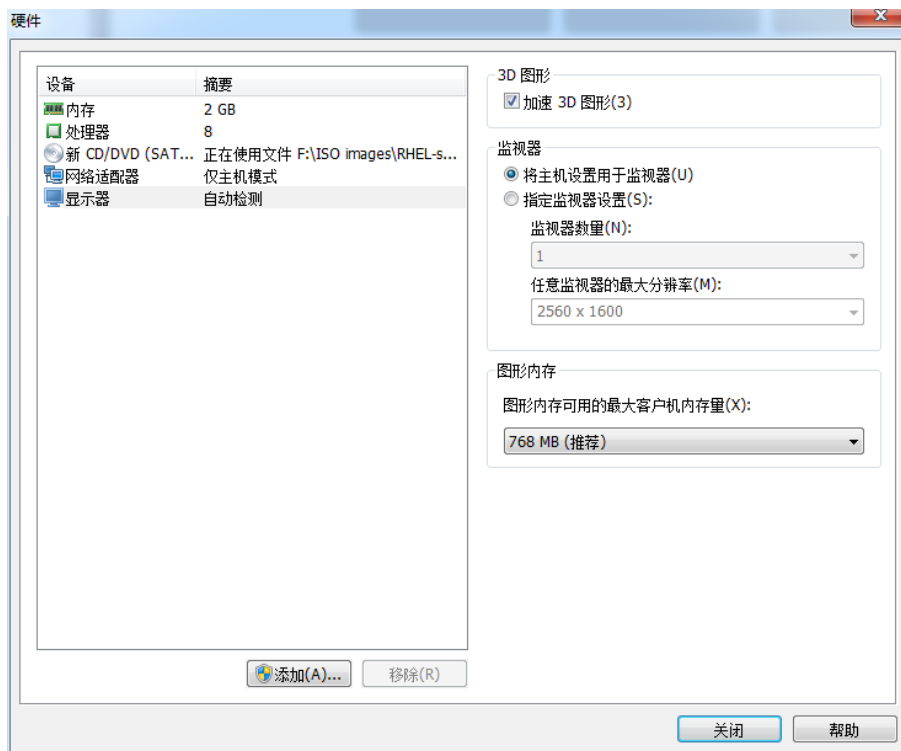 硬件
设备 摘要
内存 2 GB
处理器 8
新 CD/DVD (SAT... 正在使用文件 F:\ISO images\RHEL-s...
网络适配器 仅主机模式
显示器 自动检测
添加(A)... 移除(R)
3D 图形
加速 3D 图形(3)
监视器
将主机设置用于监视器(U)
指定监视器设置(S):
监视器数量(N):
1
任意监视器的最大分辨率(M):
2560 x 1600
图形内存
图形内存可用的最大客户机内存量(X):
768 MB (推荐)
关闭 帮助